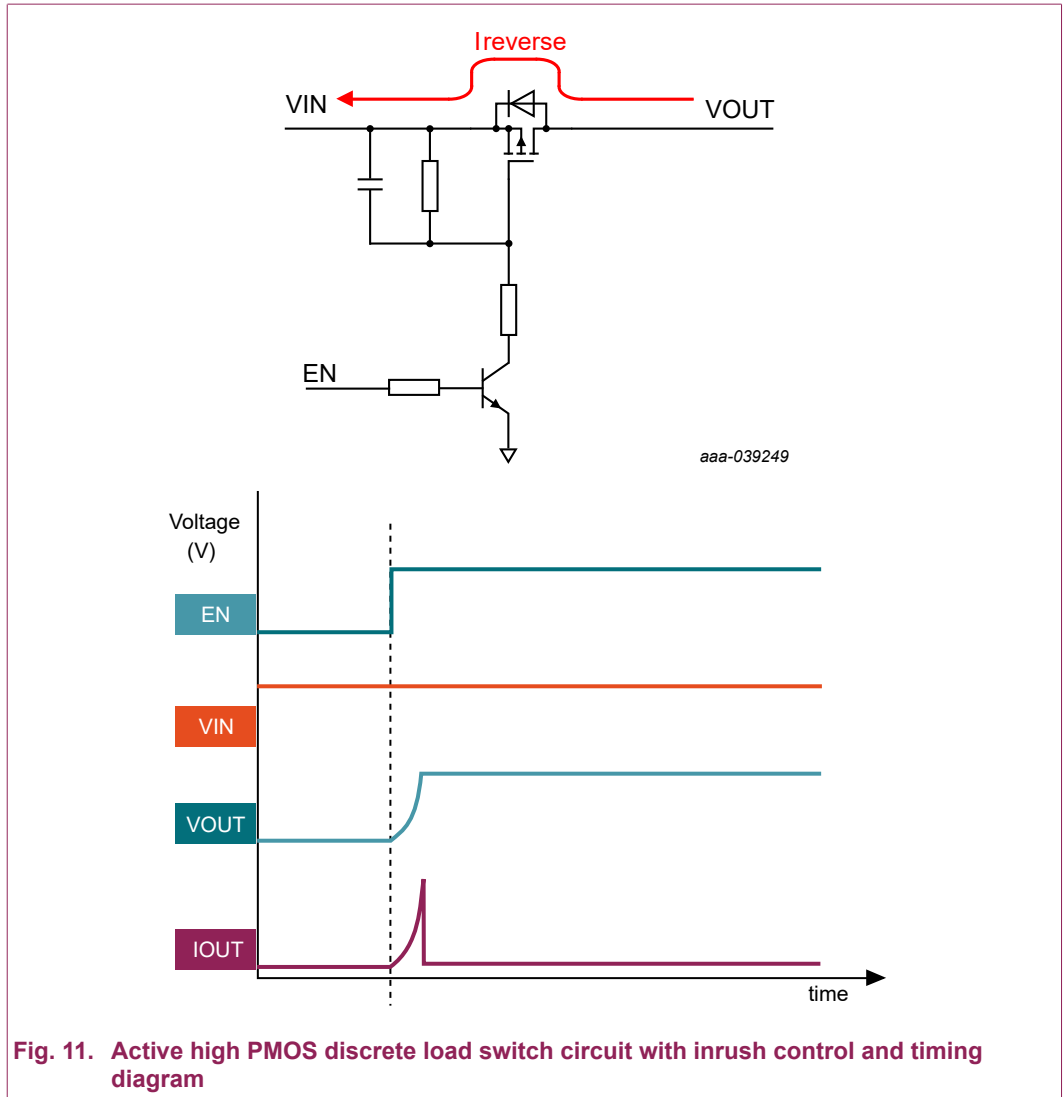 Ireverse
VIN
VOUT
EN
aaa-039249
Voltage
(V)
EN
VIN
VOUT
IOUT
time
Fig. 11. Active high PMOS discrete load switch circuit with inrush control and timing
diagram